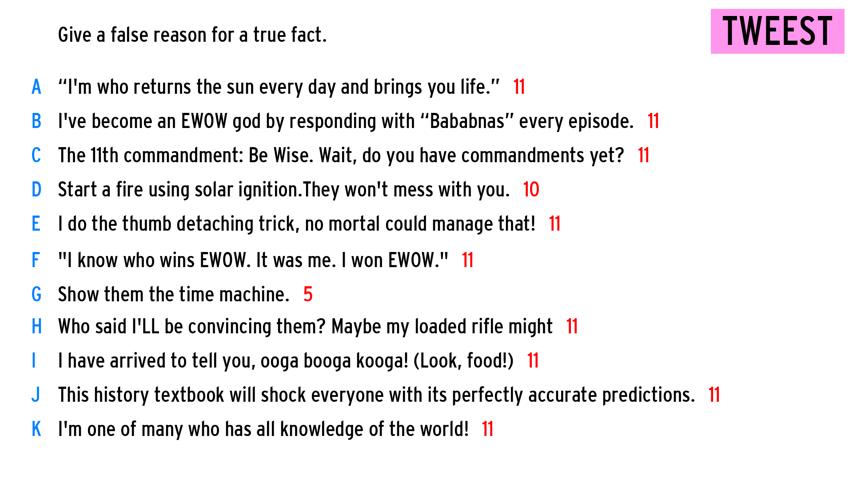 Give a false reason for a true fact.
TWEEST
A “I'm who returns the sun every day and brings you life.” 11
B I've become an EWOW god by responding with “Bababnas” every episode. 11
C The 11th commandment: Be Wise. Wait, do you have commandments yet? 11
D Start a fire using solar ignition.They won't mess with you. 10
E I do the thumb detaching trick, no mortal could manage that! 11
F "I know who wins EWOW. It was me. I won EWOW." 11
G Show them the time machine. 5
H Who said I'LL be convincing them? Maybe my loaded rifle might 11
I I have arrived to tell you, ooga booga kooga! (Look, food!) 11
J This history textbook will shock everyone with its perfectly accurate predictions. 11
K I'm one of many who has all knowledge of the world! 11